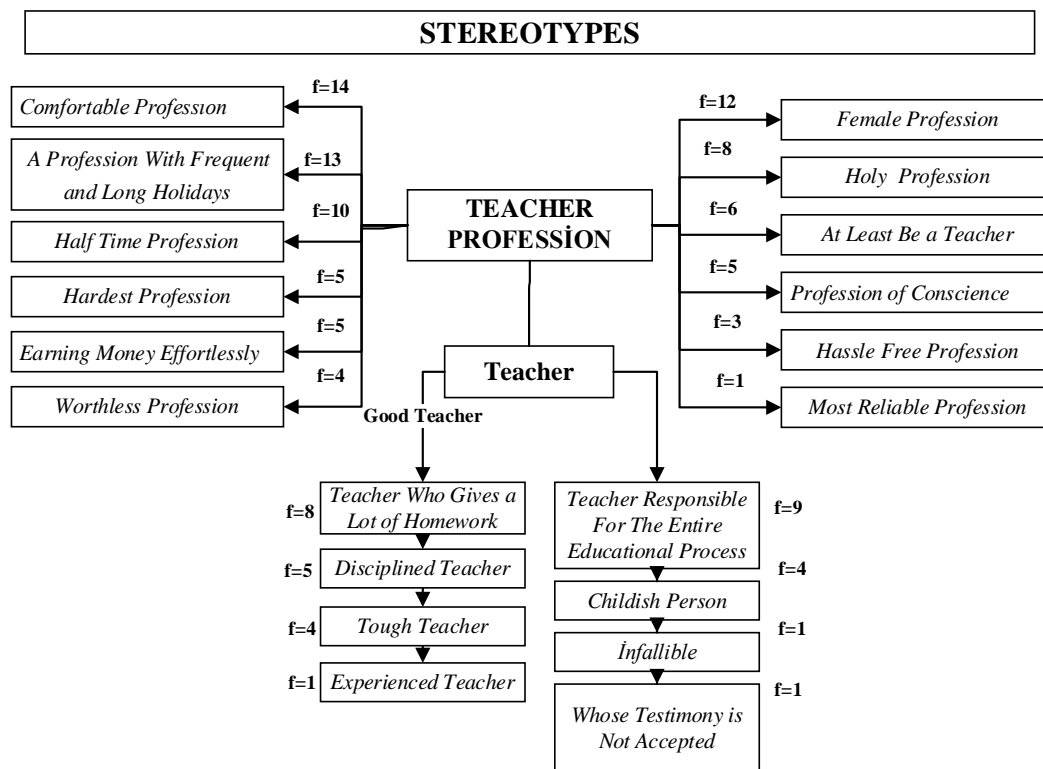 STEREOTYPES
f=14
Comfortable Professıon
f=13
A Profession With Frequent
and Long Holidays
f=10
Half Time Profession
f=5
Hardest Profession
f=5
Earning Money Effortlessly
f=4
Worthless Profession
TEACHER
PROFESSİON
f=12
Female Profession
f=8
Holy Profession
f=6
At Least Be a Teacher
f=5
Profession of Conscience
f=3
Hassle Free Profession
f=1
Most Reliable Profession
Teacher
Good Teacher
f=8
Teacher Who Gives a
Lot of Homework
f=5
Disciplined Teacher
f=4
Tough Teacher
f=1
Experienced Teacher
Teacher Responsible
For The Entire
Educational Process
f=9
f=4
Childish Person
f=1
İnfallible
f=1
Whose Testimony is
Not Accepted